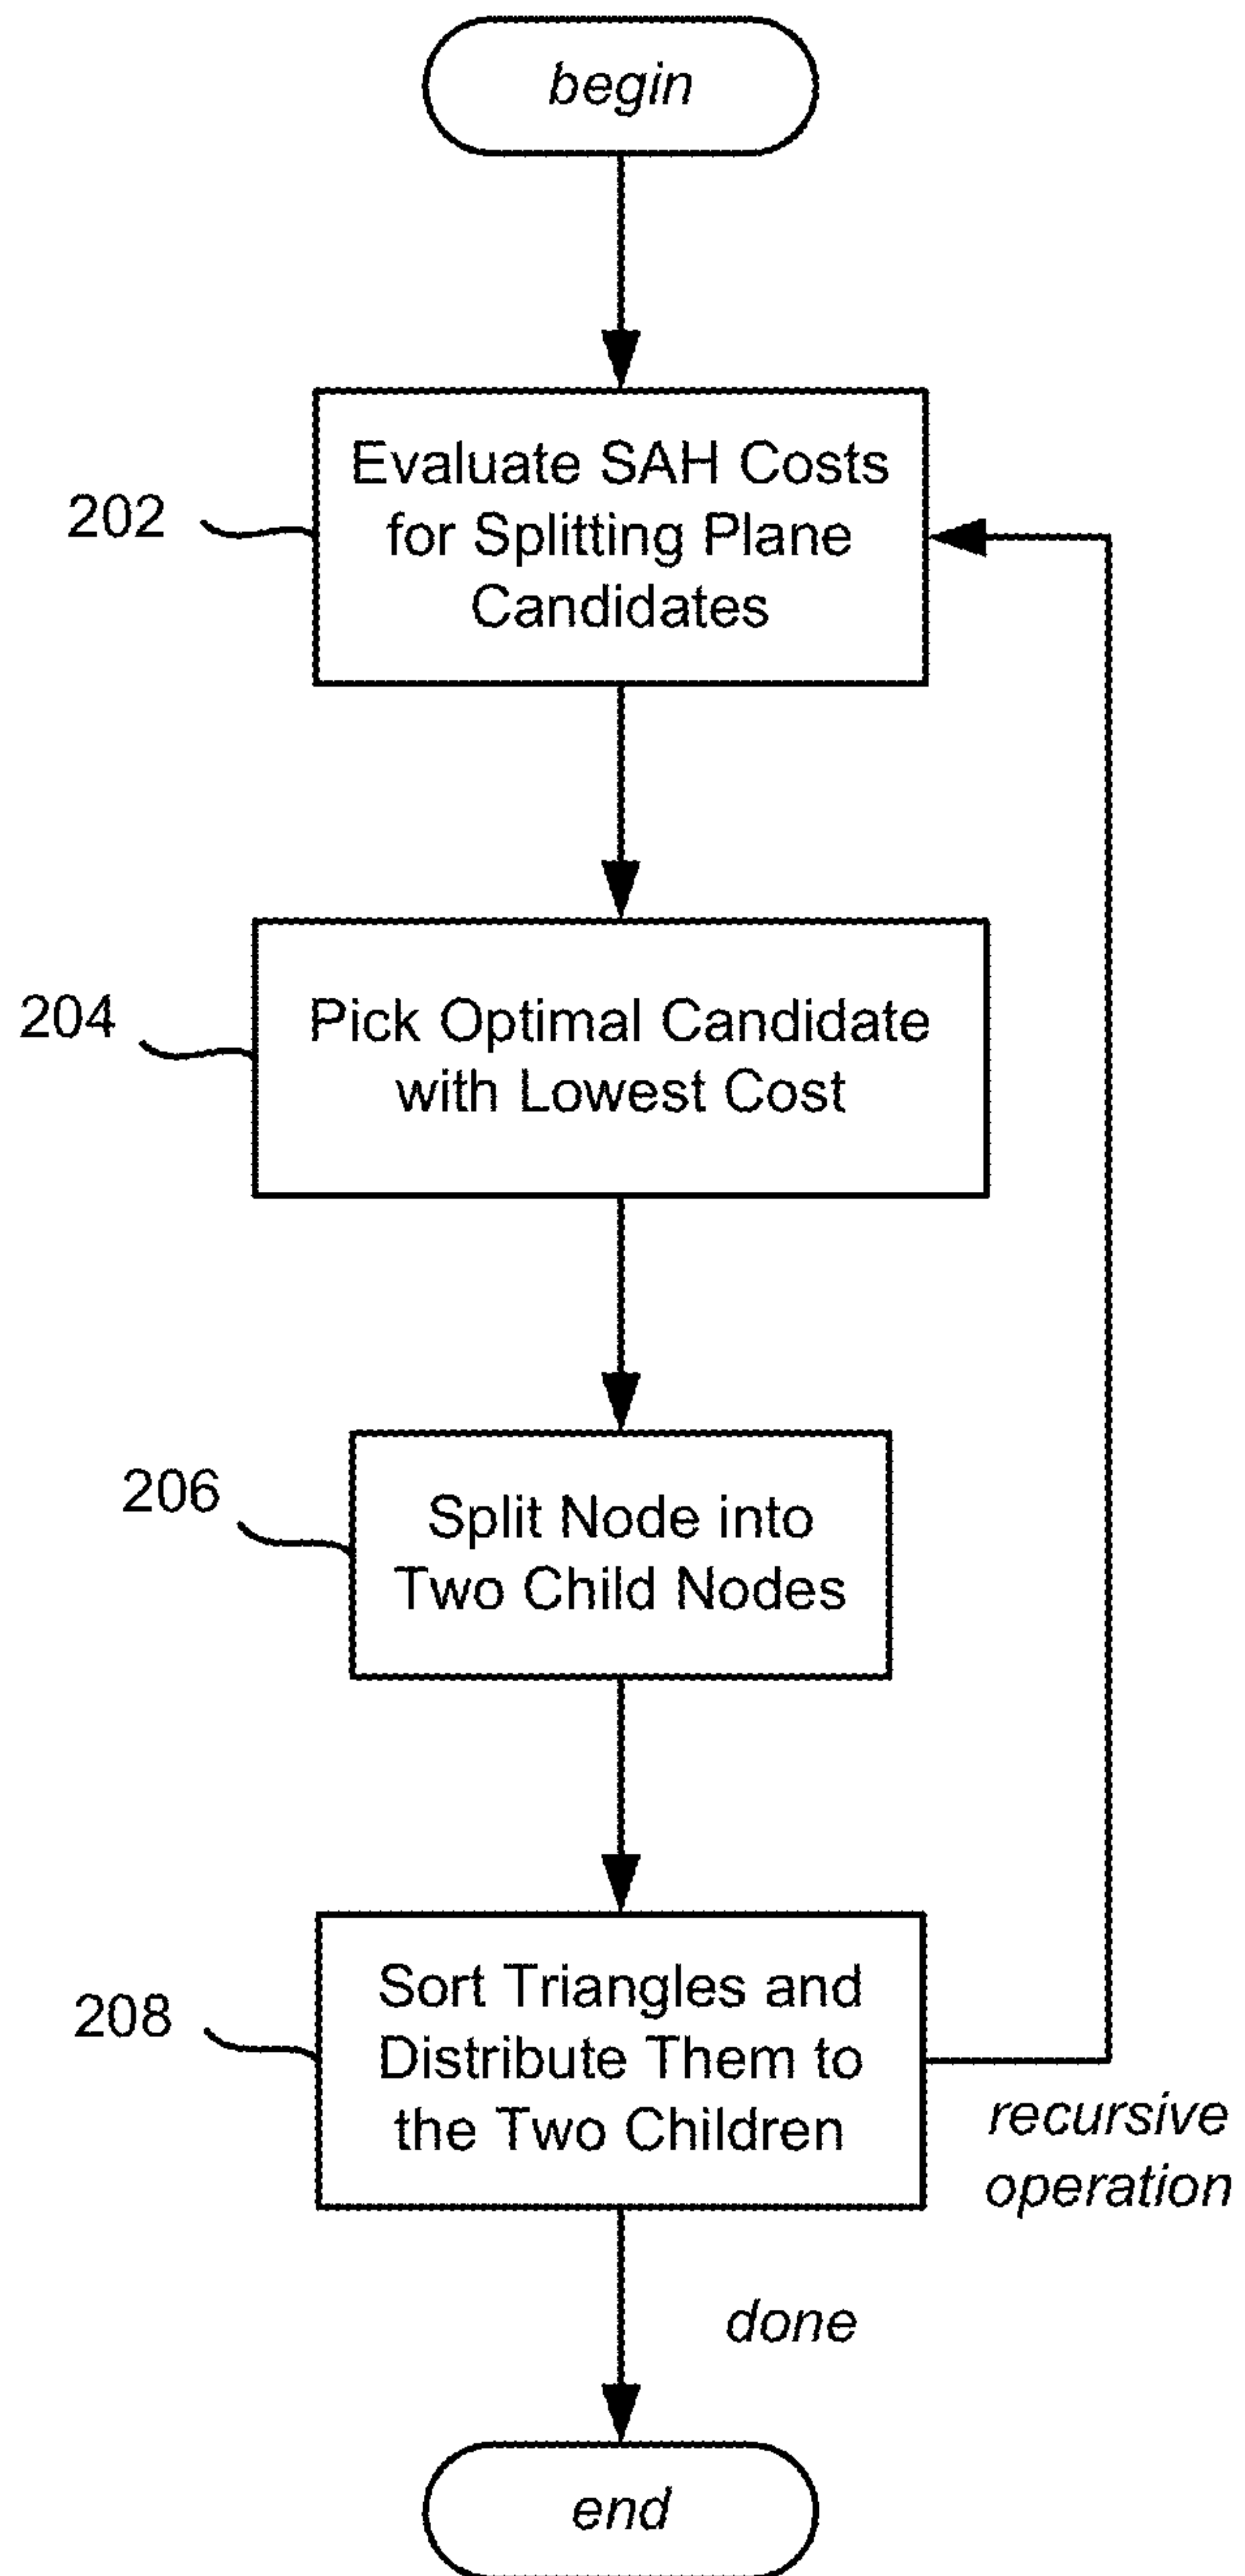 begin
202
Evaluate SAH Costs
for Splitting Plane
Candidates
204
Pick Optimal Candidate
with Lowest Cost
206
Split Node into
Two Child Nodes
208
Sort Triangles and
Distribute Them to
the Two Children
recursive
operation
done
end